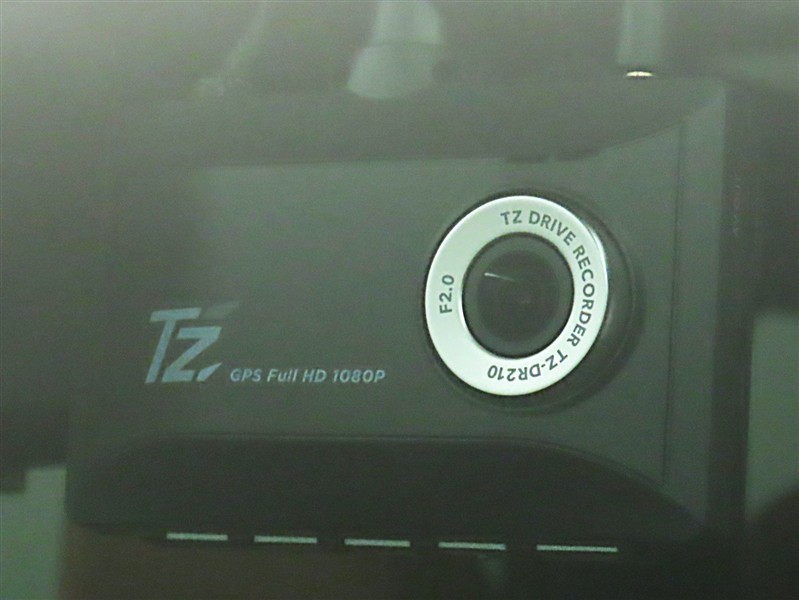 TZ
GPS Full HD 1080P
F2.0
TZ DRIVE RECORDER TZ-DR210